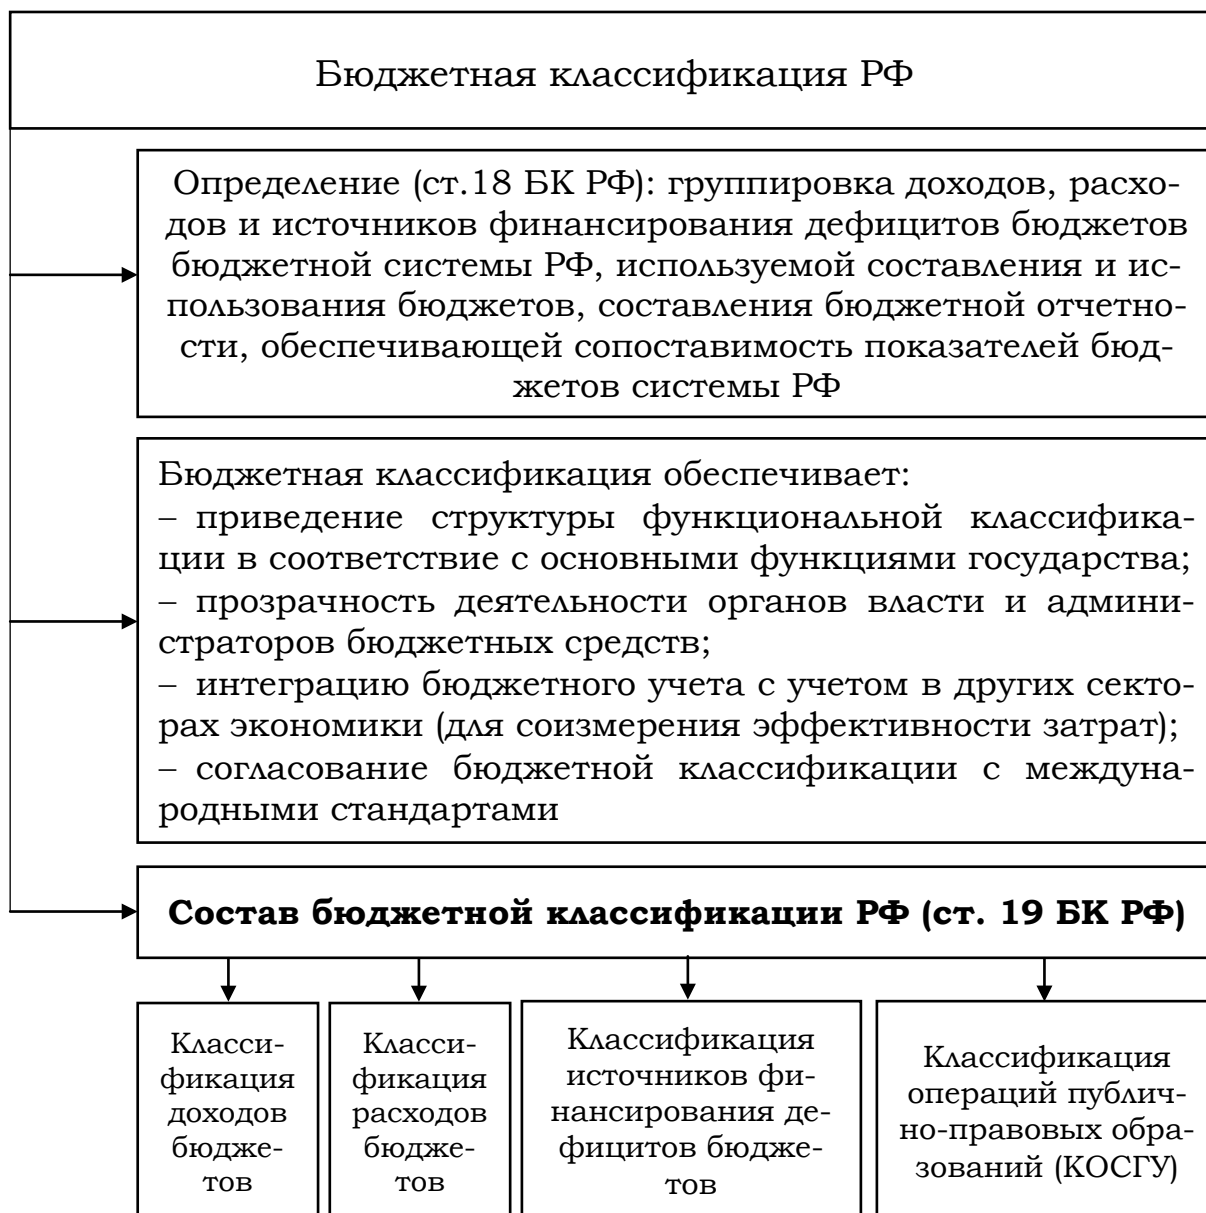 Бюджетная классификация РФ
Определение (ст.18 БК РФ): группировка доходов, расхо-
дов и источников финансирования дефицитов бюджетов
бюджетной системы РФ, используемой составления и ис-
пользования бюджетов, составления бюджетной отчетно-
сти, обеспечивающей сопоставимость показателей бюд-
жетов системы РФ
Бюджетная классификация обеспечивает:
– приведение структуры функциональной классифика-
ции в соответствие с основными функциями государства;
– прозрачность деятельности органов власти и админи-
страторов бюджетных средств;
– интеграцию бюджетного учета с учетом в других секто-
рах экономики (для соизмерения эффективности затрат);
– согласование бюджетной классификации с междуна-
родными стандартами
Состав бюджетной классификации РФ (ст. 19 БК РФ)
Класси-
фикация
доходов
бюдже-
тов
Класси-
фикация
расходов
бюдже-
тов
Классификация
источников фи-
нансирования де-
фицитов бюдже-
тов
Классификация
операций публич-
но-правовых обра-
зований (КОСГУ)